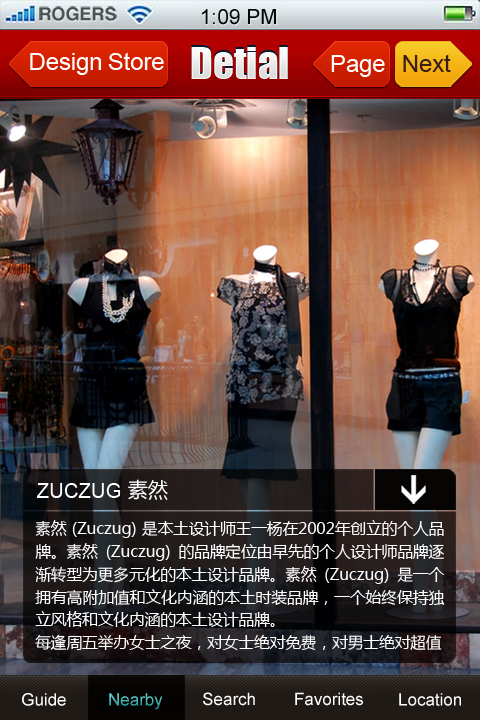 ROGERS 1:09 PM
Design Store Detial Page Next
ZUCZUG 素然
素然 (Zuczug) 是本土设计师王一杨在2002年创立的个人品
牌。素然 (Zuczug) 的品牌定位由早先的个人设计师品牌逐
渐转型为更多元化的本土设计品牌。素然 (Zuczug) 是一个
拥有高附加值和文化内涵的本土时装品牌，一个始终保持独
立风格和文化内涵的本土设计品牌。
每逢周五举办女士之夜，对女士绝对免费，对男士绝对超值
Guide Nearby Search Favorites Location